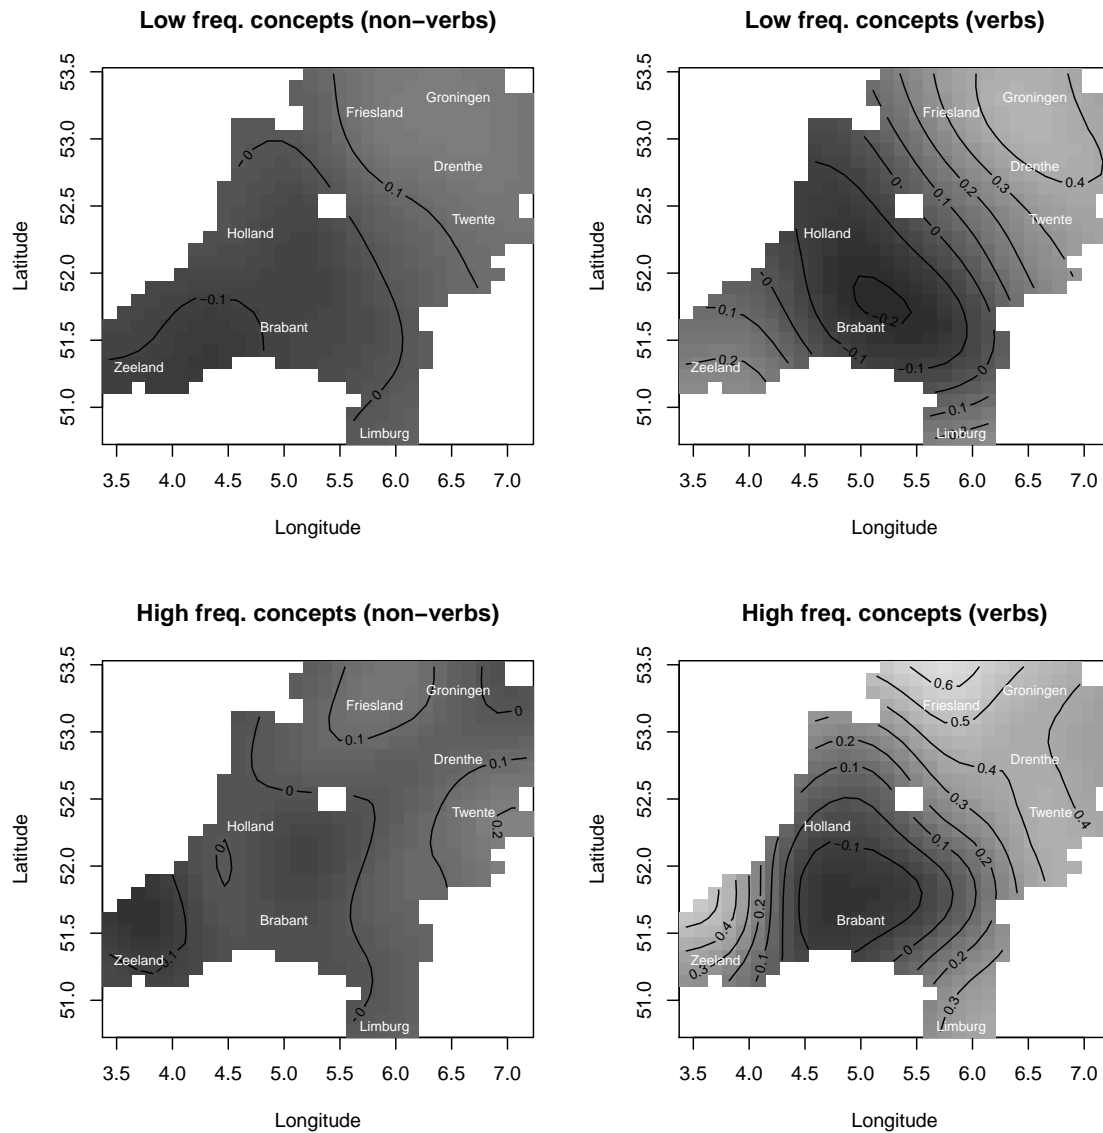 Low freq. concepts (non−verbs)
Latitude
53.5
53.0
52.5
52.0
51.5
51.0
Groningen
Friesland
Drenthe
Twente
Holland
Brabant
Zeeland
Limburg
0
0.1
−0.1
0
3.5 4.0 4.5 5.0 5.5 6.0 6.5 7.0
Longitude
Low freq. concepts (verbs)
Latitude
53.5
53.0
52.5
52.0
51.5
51.0
Groningen
Friesland
Drenthe
Twente
Holland
Brabant
Zeeland
Limburg
0.1
0.2
0.3
0.4
0
0
−0.1
−0.2
−0.1
−0.1
0.2
0
0.1
3.5 4.0 4.5 5.0 5.5 6.0 6.5 7.0
Longitude
High freq. concepts (non−verbs)
Latitude
53.5
53.0
52.5
52.0
51.5
51.0
Groningen
Friesland
Drenthe
Twente
Holland
Brabant
Zeeland
Limburg
0
0.1
0.1
0
0.2
0
−0.1
0
3.5 4.0 4.5 5.0 5.5 6.0 6.5 7.0
Longitude
High freq. concepts (verbs)
Latitude
53.5
53.0
52.5
52.0
51.5
51.0
Groningen
Friesland
Drenthe
Twente
Holland
Brabant
Zeeland
Limburg
0.6
0.5
0.2
0.4
0.1
0.3
0.4
−0.1
0.1
0.2
0.2
0.4
0.3
−0.1
0
0.2
0.3
3.5 4.0 4.5 5.0 5.5 6.0 6.5 7.0
Longitude